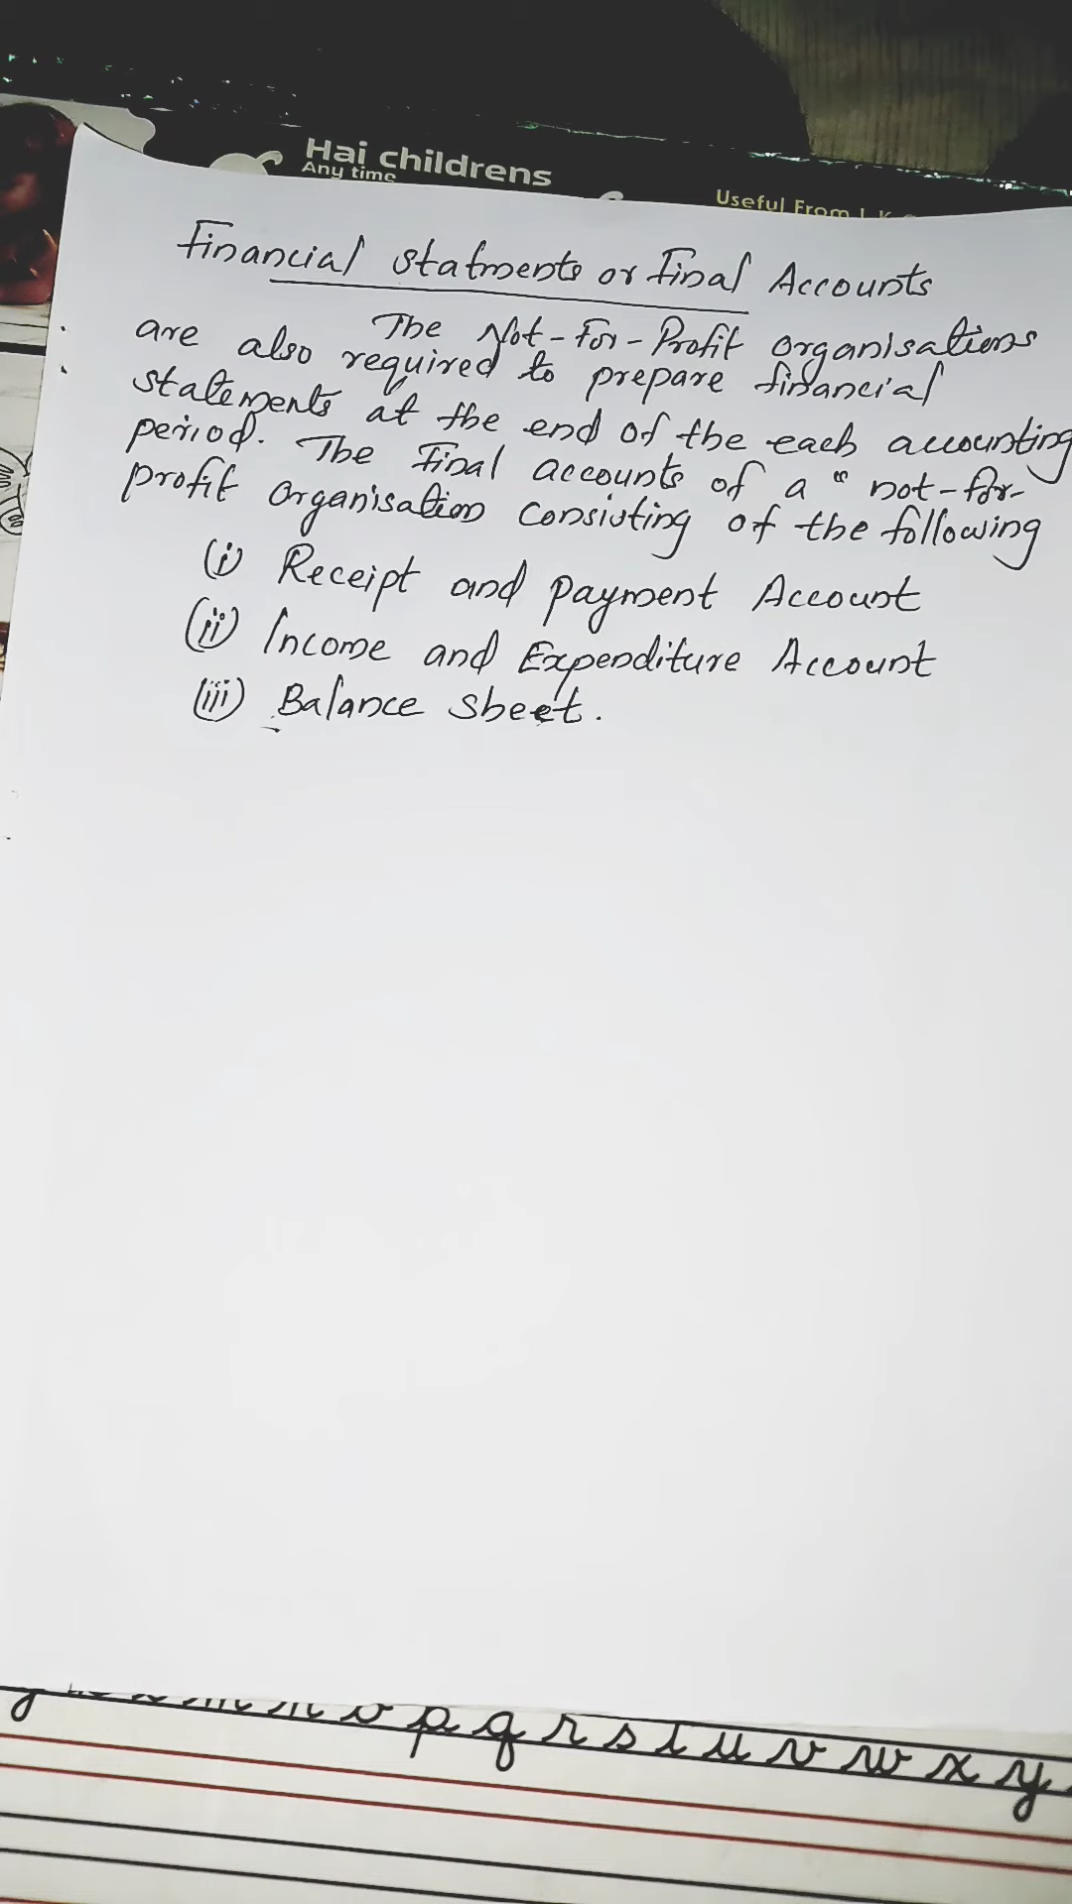 Hai childrens
Any time
Useful From
Financial Statments or Final Accounts
The Not-For-Profit Organisations
are also required to prepare financial
statements at the end of the each accounting
period. The Final accounts of a "not-for-
profit Organisation Consisting of the following
(i) Receipt and payment Account
(ii) Income and Expenditure Account
(iii) Balance Sheet.
m n o p q r s t u v w x y